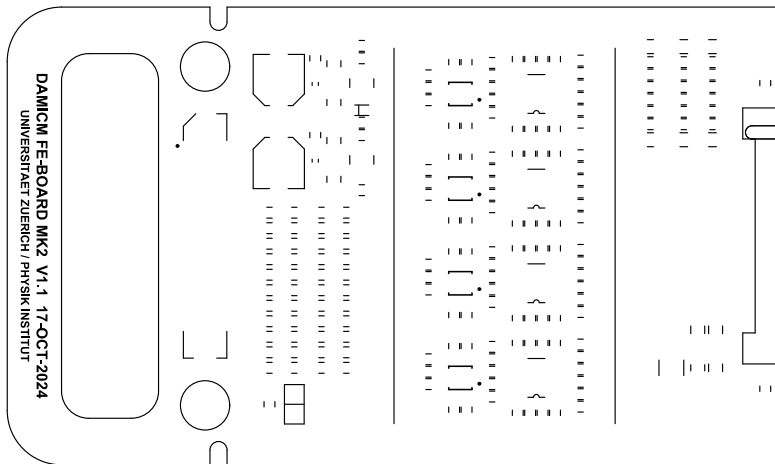 DAMICM FE-BOARD MK2 V1.1 17-OCT-2024
UNIVERSITAET ZUERICH / PHYSIK INSTITUT